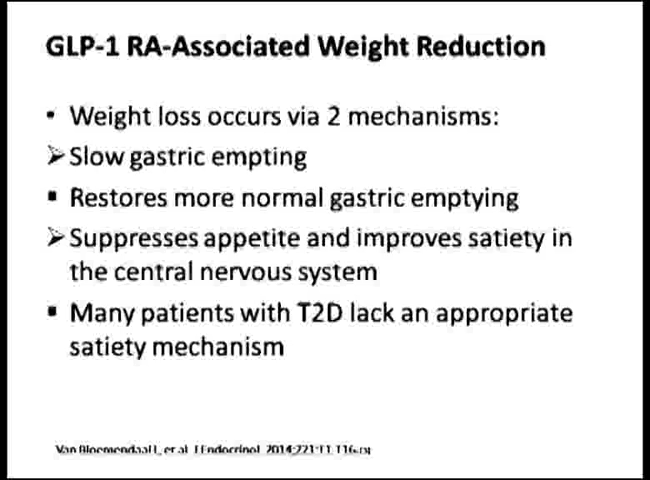 GLP-1 RA-Associated Weight Reduction
• Weight loss occurs via 2 mechanisms:
➢ Slow gastric empting
▪ Restores more normal gastric emptying
➢ Suppresses appetite and improves satiety in
the central nervous system
▪ Many patients with T2D lack an appropriate
satiety mechanism
Van Bloemendaal L, et al. J Endocrinol. 2014;221:T1-T16.